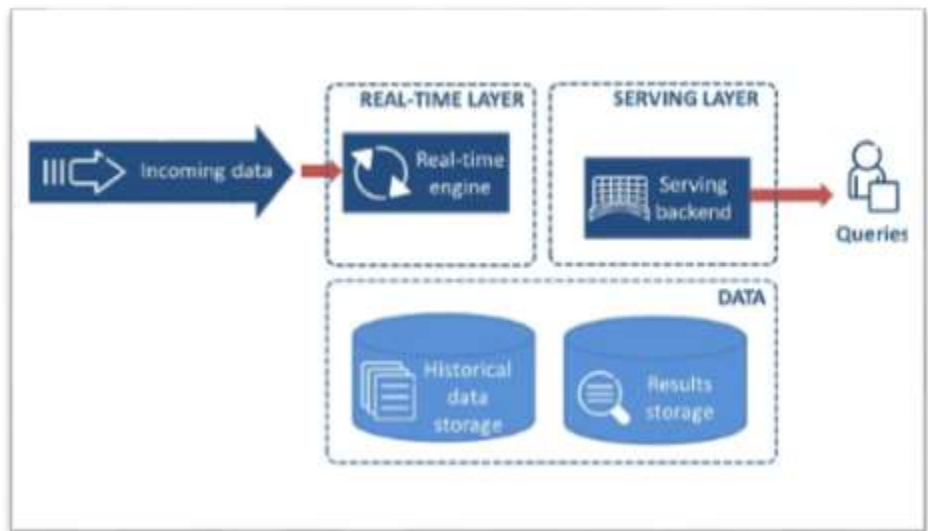 REAL-TIME LAYER
SERVING LAYER
Incoming data
Real-time
engine
Serving
backend
Queries
DATA
Historical
data
storage
Results
storage